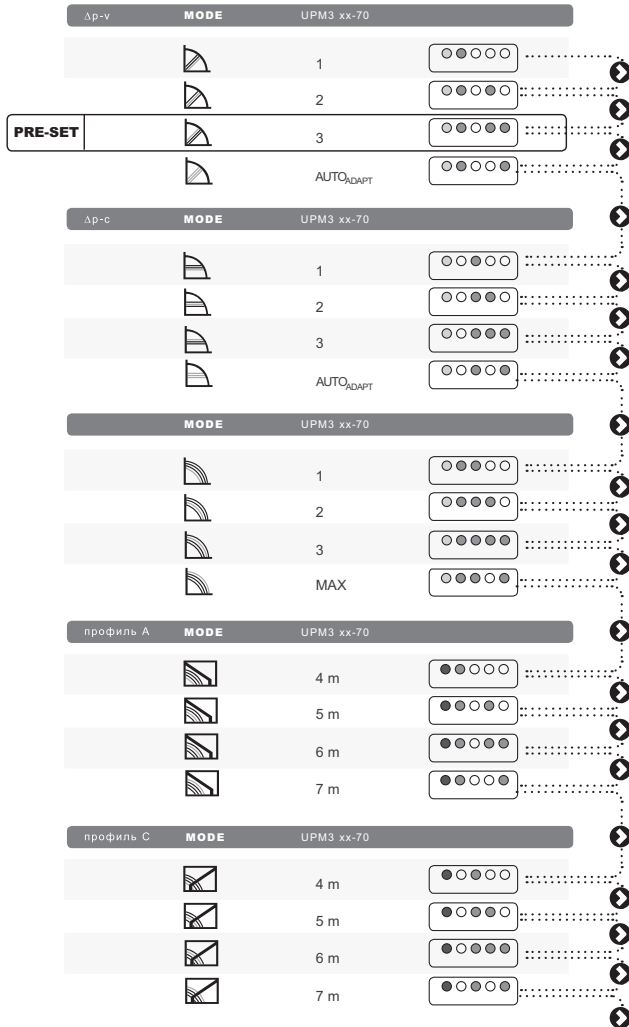 Δp-v MODE UPM3 xx-70
1
2
PRE-SET 3
AUTOADAPT
Δp-c MODE UPM3 xx-70
1
2
3
AUTOADAPT
MODE UPM3 xx-70
1
2
3
MAX
профиль A MODE UPM3 xx-70
4 m
5 m
6 m
7 m
профиль C MODE UPM3 xx-70
4 m
5 m
6 m
7 m